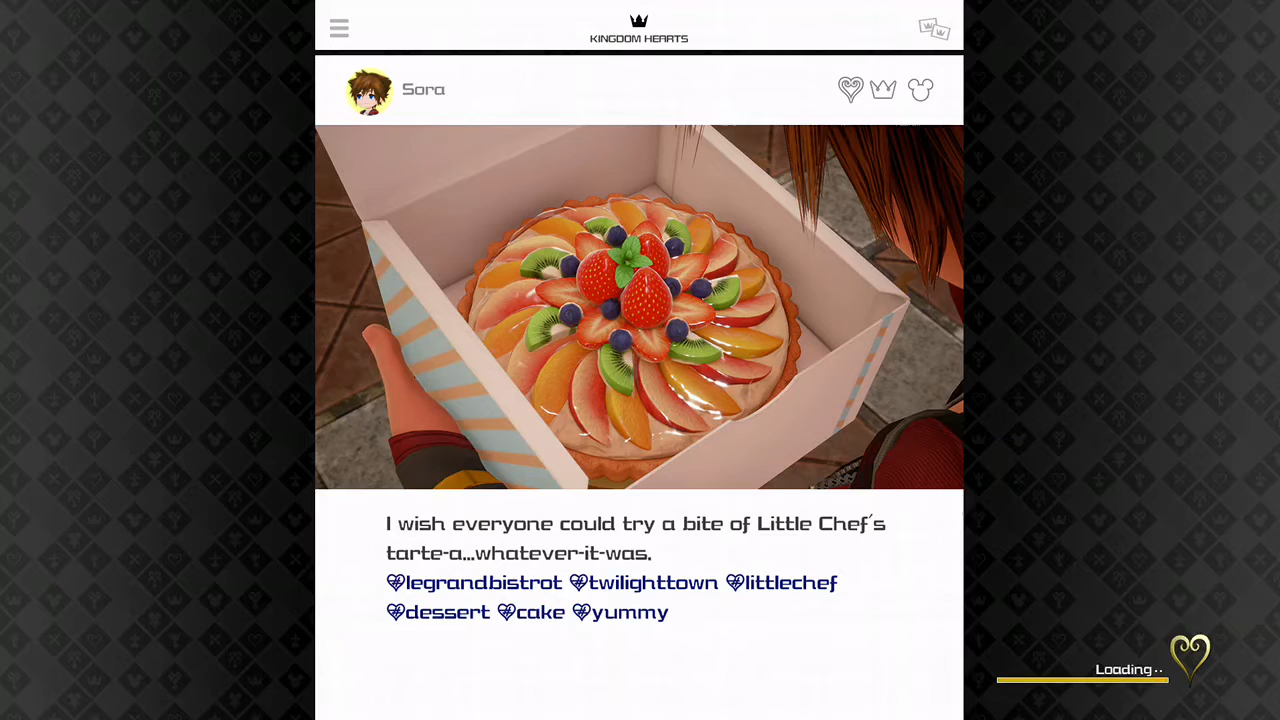 KINGDOM HEARTS
Sora
I wish everyone could try a bite of Little Chef's
tarte-a...whatever-it-was.
#legrandbistrot #twilighttown #littlechef
#dessert #cake #yummy
Loading..